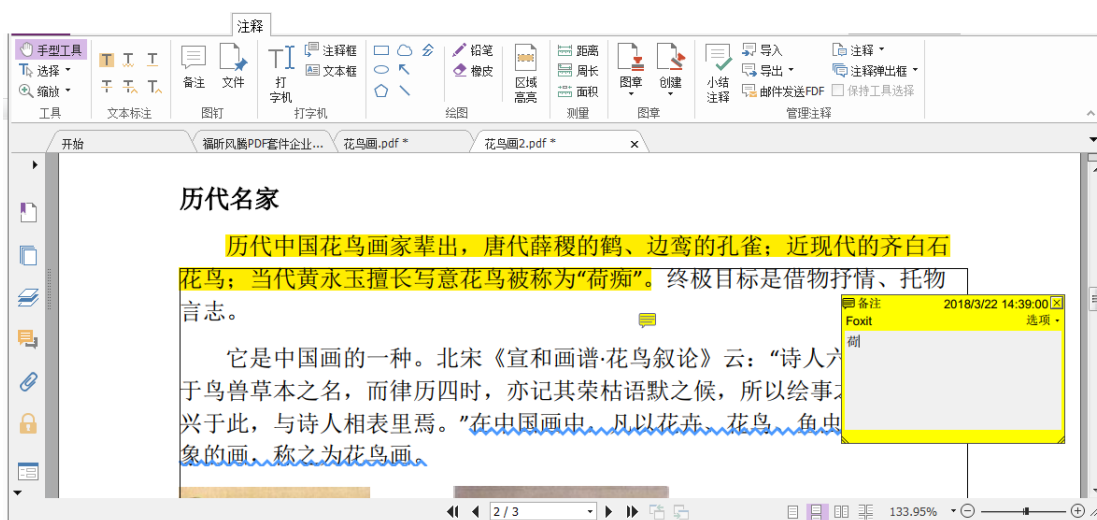 注释
手型工具
选择
缩放
工具
文本标注
备注
文件
图钉
打字机
注释框
文本框
打字机
铅笔
橡皮
区域高亮
绘图
距离
周长
面积
测量
图章
创建
图章
小结注释
导入
导出
邮件发送FDF
注释
注释弹出框
保持工具选择
管理注释
开始
福昕风腾PDF套件企业...
花鸟画.pdf *
花鸟画2.pdf *
历代名家
历代中国花鸟画家辈出，唐代薛稷的鹤、边鸾的孔雀；近现代的齐白石
花鸟；当代黄永玉擅长写意花鸟被称为“荷痴”。终极目标是借物抒情、托物
言志。
它是中国画的一种。北宋《宣和画谱·花鸟叙论》云：“诗人六
于鸟兽草本之名，而律历四时，亦记其荣枯语默之候，所以绘事之
兴于此，与诗人相表里焉。”在中国画中，凡以花卉、花鸟、鱼虫
象的画，称之为花鸟画。
备注
2018/3/22 14:39:00
Foxit
选项
荷
2 / 3
133.95%